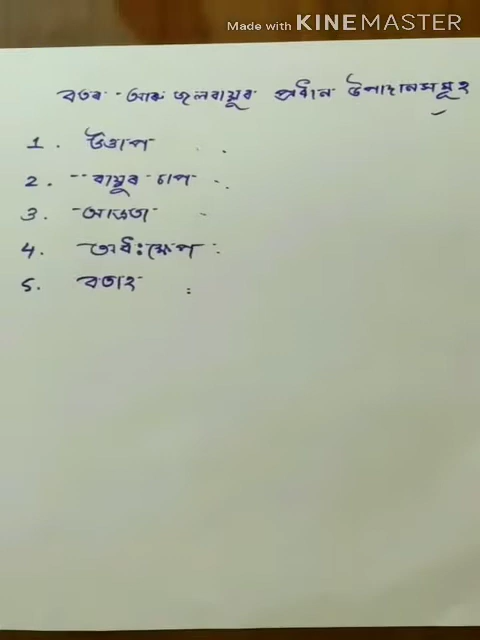 Made with KINEMASTER
বতৰ আৰু জলবায়ুৰ প্ৰধান উপাদানসমূহ
1. উত্তাপ
2. বায়ুৰ চাপ
3. আৰ্দ্ৰতা
4. অধঃক্ষেপ
5. বতাহ